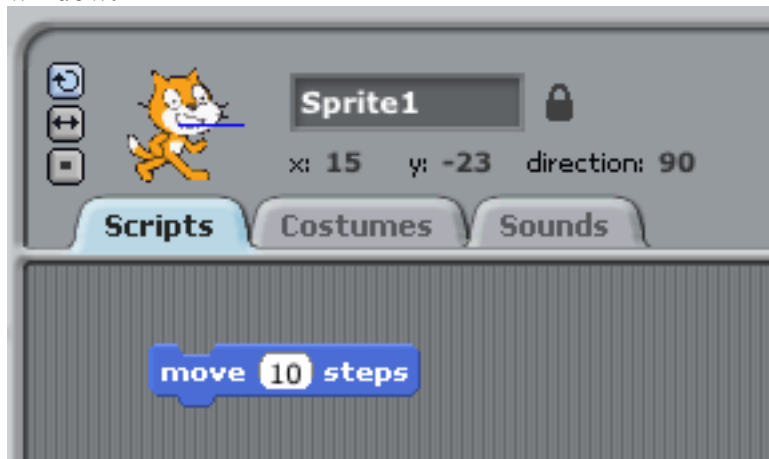 Sprite1
x: 15 y: -23 direction: 90
Scripts Costumes Sounds
move 10 steps